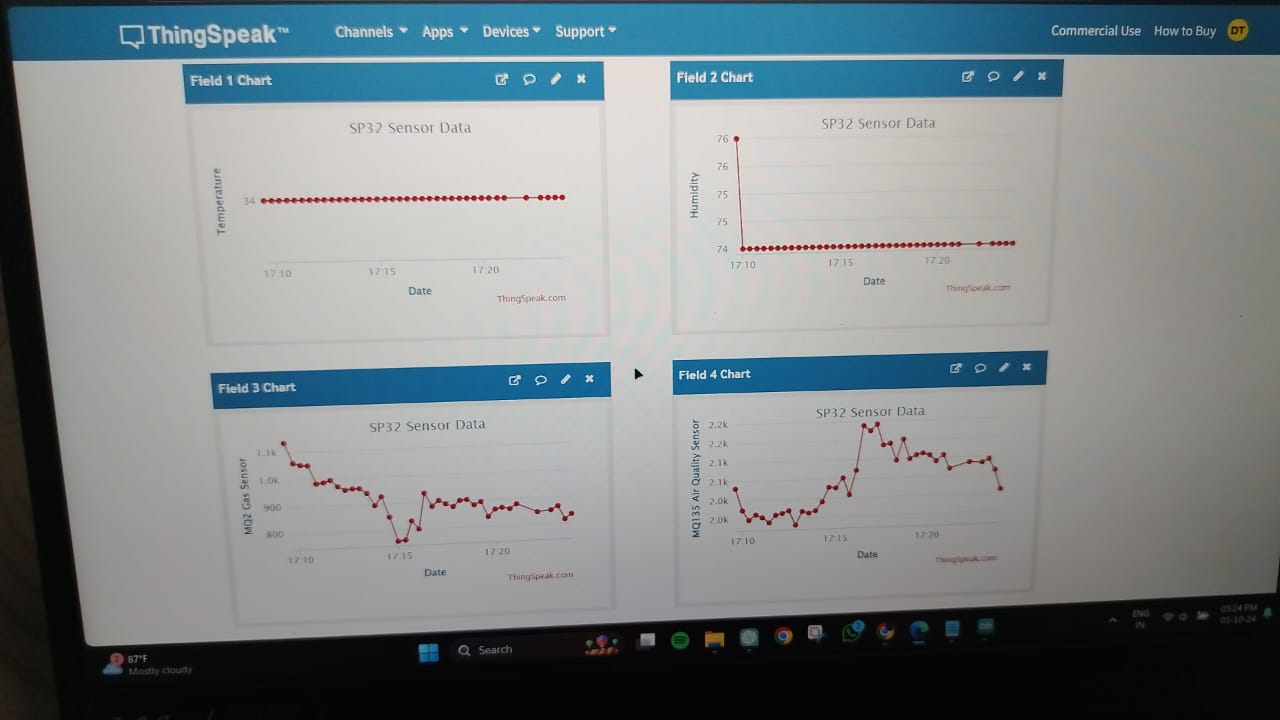 ThingSpeak™ Channels Apps Devices Support Commercial Use How to Buy DT
Field 1 Chart
SP32 Sensor Data
Temperature
34
17:10 17:15 17:20
Date
ThingSpeak.com
Field 2 Chart
SP32 Sensor Data
Humidity
76
76
75
75
74
17:10 17:15 17:20
Date
ThingSpeak.com
Field 3 Chart
SP32 Sensor Data
MQ2 Gas Sensor
1.1k
1.0k
900
800
17:10 17:15 17:20
Date
ThingSpeak.com
Field 4 Chart
SP32 Sensor Data
MQ135 Air Quality Sensor
2.2k
2.2k
2.1k
2.1k
2.0k
2.0k
17:10 17:15 17:20
Date
ThingSpeak.com
87°F
Mostly cloudy
Search
ENG
IN
05:24 PM
05-10-24